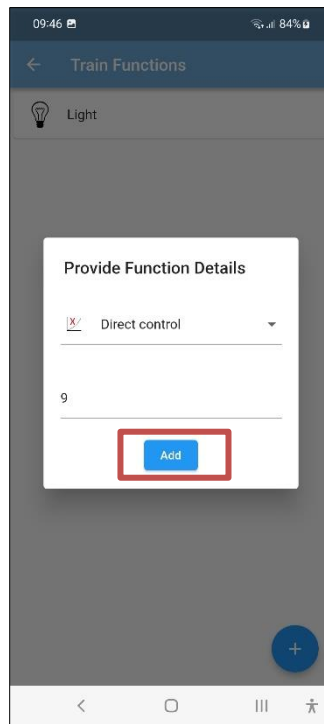 09:46 84%
Train Functions
Light
Provide Function Details
Direct control
9
Add
+